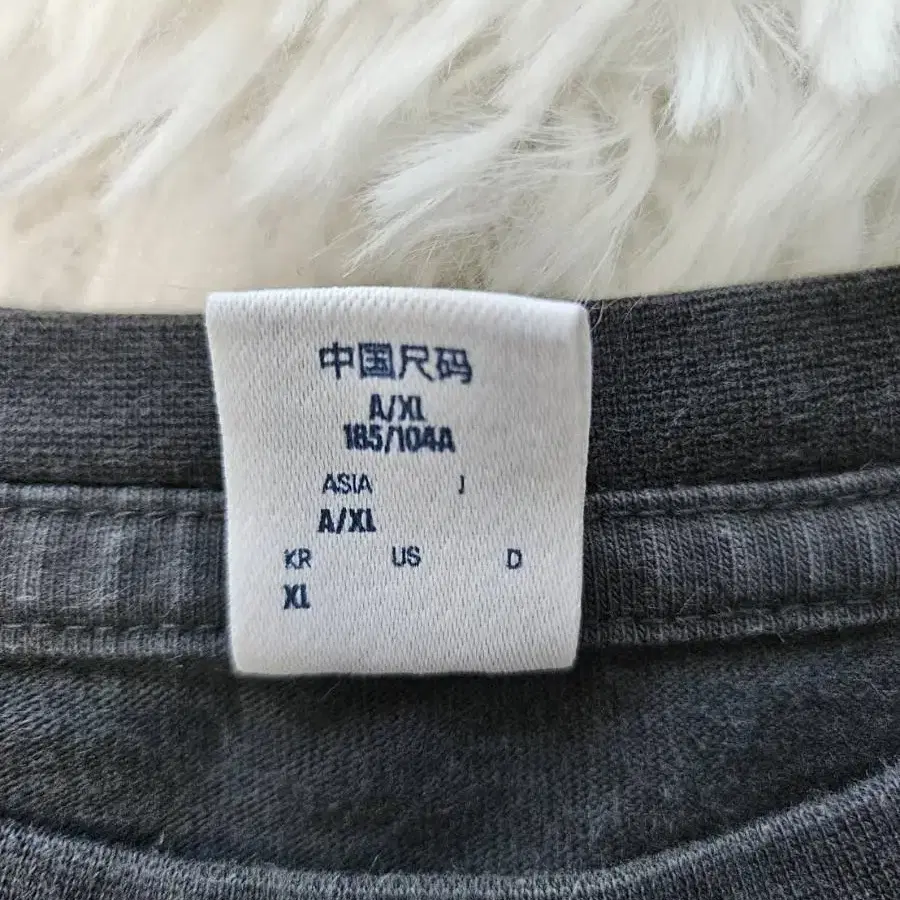 中国尺码
A/XL
185/104A
ASIA J
A/XL
KR US D
XL